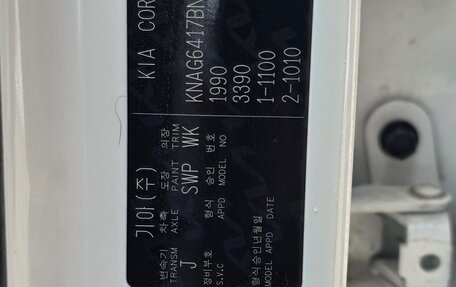 기아(주) KIA COR
변속기 차축 도장 의장
TRANSM AXLE PAINT TRIM
J SWP WK KNAG6417BN
정비부호 형식 승인 번호 1990
S.V.C APPD MODEL NO 3390
1-1100
형식승인년월일 2-1010
MODEL APPD DATE